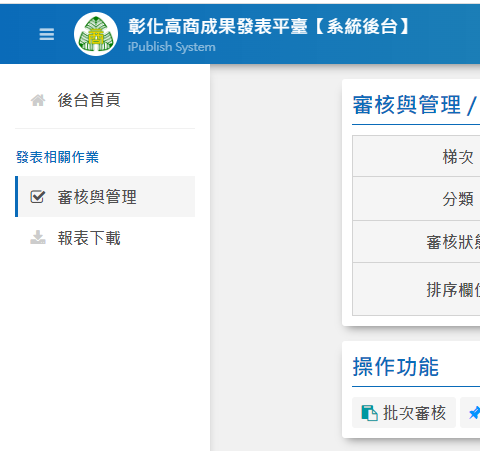 彰化高商成果發表平臺【系統後台】
iPublish System
後台首頁
發表相關作業
審核與管理
報表下載
審核與管理 /
梯次
分類
審核狀態
排序欄
操作功能
批次審核